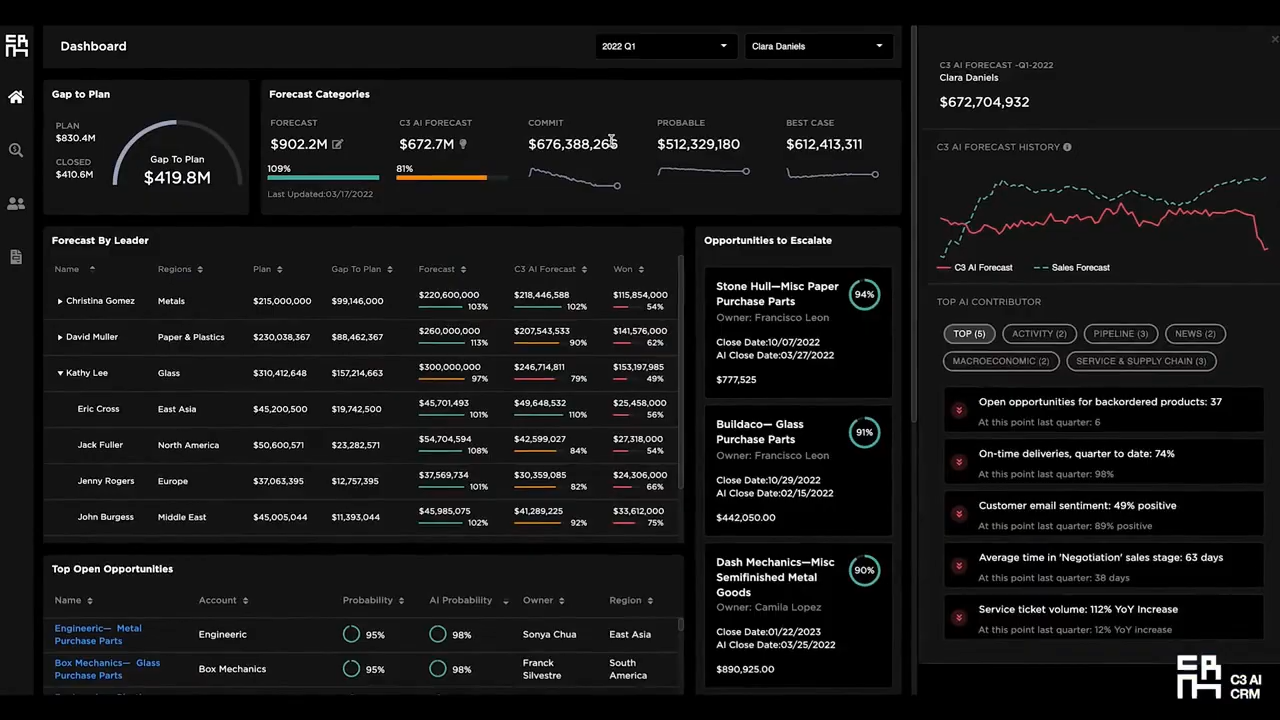 Dashboard
2022 Q1
Clara Daniels
Gap to Plan
PLAN
$830.4M
CLOSED
$410.6M
Gap To Plan
$419.8M
Forecast Categories
FORECAST
$902.2M
109%
Last Updated:03/17/2022
C3 AI FORECAST
$672.7M
81%
COMMIT
$676,388,266
PROBABLE
$512,329,180
BEST CASE
$612,413,311
Forecast By Leader
Name Regions Plan Gap To Plan Forecast C3 AI Forecast Won
Christina Gomez Metals $215,000,000 $99,146,000 $220,600,000 $218,446,588 $115,854,000
103% 102% 54%
David Muller Paper & Plastics $230,038,367 $88,462,367 $260,000,000 $207,543,533 $141,576,000
113% 90% 62%
Kathy Lee Glass $310,412,648 $157,214,663 $300,000,000 $246,714,811 $153,197,985
97% 79% 49%
Eric Cross East Asia $45,200,500 $19,742,500 $45,701,493 $49,648,532 $25,458,000
101% 110% 56%
Jack Fuller North America $50,600,571 $23,282,571 $54,704,594 $42,599,027 $27,318,000
108% 84% 54%
Jenny Rogers Europe $37,063,395 $12,757,395 $37,569,734 $30,359,085 $24,306,000
101% 82% 66%
John Burgess Middle East $45,005,044 $11,393,044 $45,985,075 $41,289,225 $33,612,000
102% 92% 75%
Top Open Opportunities
Name Account Probability AI Probability Owner Region
Engineeric— Metal
Purchase Parts
Engineeric 95% 98% Sonya Chua East Asia
Box Mechanics— Glass
Purchase Parts
Box Mechanics 95% 98% Franck
Silvestre
South
America
Opportunities to Escalate
Stone Hull—Misc Paper
Purchase Parts
94%
Owner: Francisco Leon
Close Date:10/07/2022
AI Close Date:03/27/2022
$777,525
Buildaco— Glass
Purchase Parts
91%
Owner: Francisco Leon
Close Date:10/29/2022
AI Close Date:02/15/2022
$442,050.00
Dash Mechanics—Misc
Semifinished Metal
Goods
90%
Owner: Camila Lopez
Close Date:01/22/2023
AI Close Date:03/25/2022
$890,925.00
C3 AI FORECAST -Q1-2022
Clara Daniels
$672,704,932
C3 AI FORECAST HISTORY
C3 AI Forecast Sales Forecast
TOP AI CONTRIBUTOR
TOP (5) ACTIVITY (2) PIPELINE (3) NEWS (2)
MACROECONOMIC (2) SERVICE & SUPPLY CHAIN (3)
Open opportunities for backordered products: 37
At this point last quarter: 6
On-time deliveries, quarter to date: 74%
At this point last quarter: 98%
Customer email sentiment: 49% positive
At this point last quarter: 89% positive
Average time in 'Negotiation' sales stage: 63 days
At this point last quarter: 38 days
Service ticket volume: 112% YoY Increase
At this point last quarter: 12% YoY increase
C3 AI
CRM